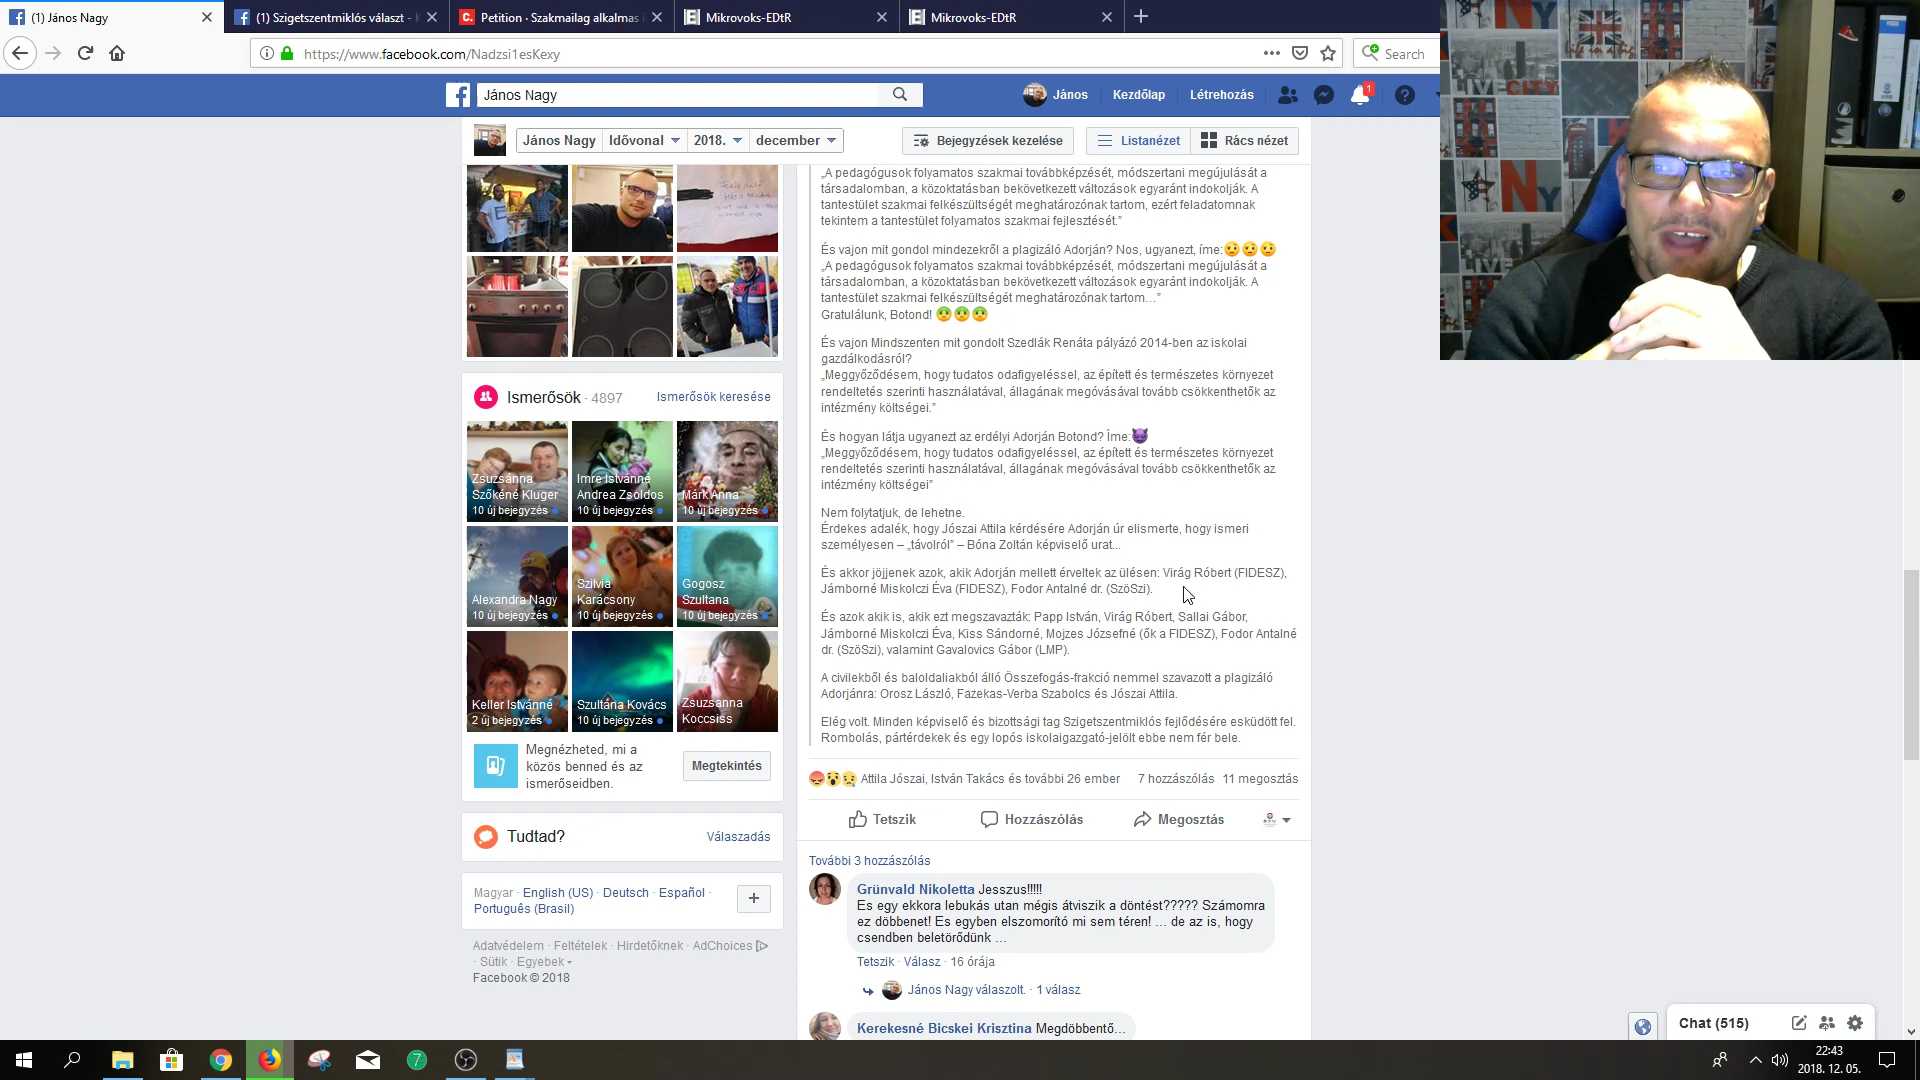 (1) János Nagy
(1) Szigetszentmiklós választ -
Petition · Szakmailag alkalmas
Mikrovoks-EDtR
Mikrovoks-EDtR
https://www.facebook.com/Nadzsi1esKexy
Search
János Nagy
János
Kezdőlap
Létrehozás
1
János Nagy
Idővonal
2018.
december
Bejegyzések kezelése
Listanézet
Rács nézet
„A pedagógusok folyamatos szakmai továbbképzését, módszertani megújulását a
társadalomban, a közoktatásban bekövetkezett változások egyaránt indokolják. A
tantestület szakmai felkészültségét meghatározónak tartom, ezért feladatomnak
tekintem a tantestület folyamatos szakmai fejlesztését.”
És vajon mit gondol mindezekről a plagizáló Adorján? Nos, ugyanezt, íme:
„A pedagógusok folyamatos szakmai továbbképzését, módszertani megújulását a
társadalomban, a közoktatásban bekövetkezett változások egyaránt indokolják. A
tantestület szakmai felkészültségét meghatározónak tartom…”
Gratulálunk, Botond!
És vajon Mindszenten mit gondolt Szedlák Renáta pályázó 2014-ben az iskolai
gazdálkodásról?
„Meggyőződésem, hogy tudatos odafigyeléssel, az épített és természetes környezet
rendeltetés szerinti használatával, állagának megóvásával tovább csökkenthetők az
intézmény költségei.”
És hogyan látja ugyanezt az erdélyi Adorján Botond? Íme:
„Meggyőződésem, hogy tudatos odafigyeléssel, az épített és természetes környezet
rendeltetés szerinti használatával, állagának megóvásával tovább csökkenthetők az
intézmény költségei”
Nem folytatjuk, de lehetne.
Érdekes adalék, hogy Jószai Attila kérdésére Adorján úr elismerte, hogy ismeri
személyesen – „távolról” – Bóna Zoltán képviselő urat...
És akkor jöjjenek azok, akik Adorján mellett érveltek az ülésen: Virág Róbert (FIDESZ),
Jámborné Miskolczi Éva (FIDESZ), Fodor Antalné dr. (SzöSzi).
És azok akik is, akik ezt megszavazták: Papp István, Virág Róbert, Sallai Gábor,
Jámborné Miskolczi Éva, Kiss Sándorné, Mojzes Józsefné (ők a FIDESZ), Fodor Antalné
dr. (SzöSzi), valamint Gavalovics Gábor (LMP).
A civilekből és baloldaliakból álló Összefogás-frakció nemmel szavazott a plagizáló
Adorjánra: Orosz László, Fazekas-Verba Szabolcs és Jószai Attila.
Elég volt. Minden képviselő és bizottsági tag Szigetszentmiklós fejlődésére esküdött fel.
Rombolás, pártérdekek és egy lopós iskolaigazgató-jelölt ebbe nem fér bele.
Attila Jószai, István Takács és további 26 ember
7 hozzászólás
11 megosztás
Tetszik
Hozzászólás
Megosztás
További 3 hozzászólás
Grünvald Nikoletta Jesszus!!!!!
Es egy ekkora lebukás utan mégis átviszik a döntést????? Számomra
ez döbbenet! Es egyben elszomorító mi sem téren! … de az is, hogy
csendben beletörődünk …
Tetszik · Válasz · 16 órája
János Nagy válaszolt. · 1 válasz
Kerekesné Bicskei Krisztina Megdöbbentő…
Ismerősök · 4897
Ismerősök keresése
Zsuzsánna
Szőkéné Kluger
10 új bejegyzés
Imre Istvánné
Andrea Zsoldos
10 új bejegyzés
Márk Anna
10 új bejegyzés
Alexandra Nagy
10 új bejegyzés
Szilvia
Karácsony
10 új bejegyzés
Gogosz
Szultana
10 új bejegyzés
Keller Istvánné
2 új bejegyzés
Szultána Kovács
10 új bejegyzés
Zsuzsanna
Koccsiss
Megnézheted, mi a
közös benned és az
ismerőseidben.
Megtekintés
Tudtad?
Válaszadás
Magyar · English (US) · Deutsch · Español ·
Português (Brasil)
Adatvédelem · Feltételek · Hirdetőknek · AdChoices
· Sütik · Egyebek
Facebook © 2018
Chat (515)
22:43
2018. 12. 05.
LIVE
CITY
NY
NY